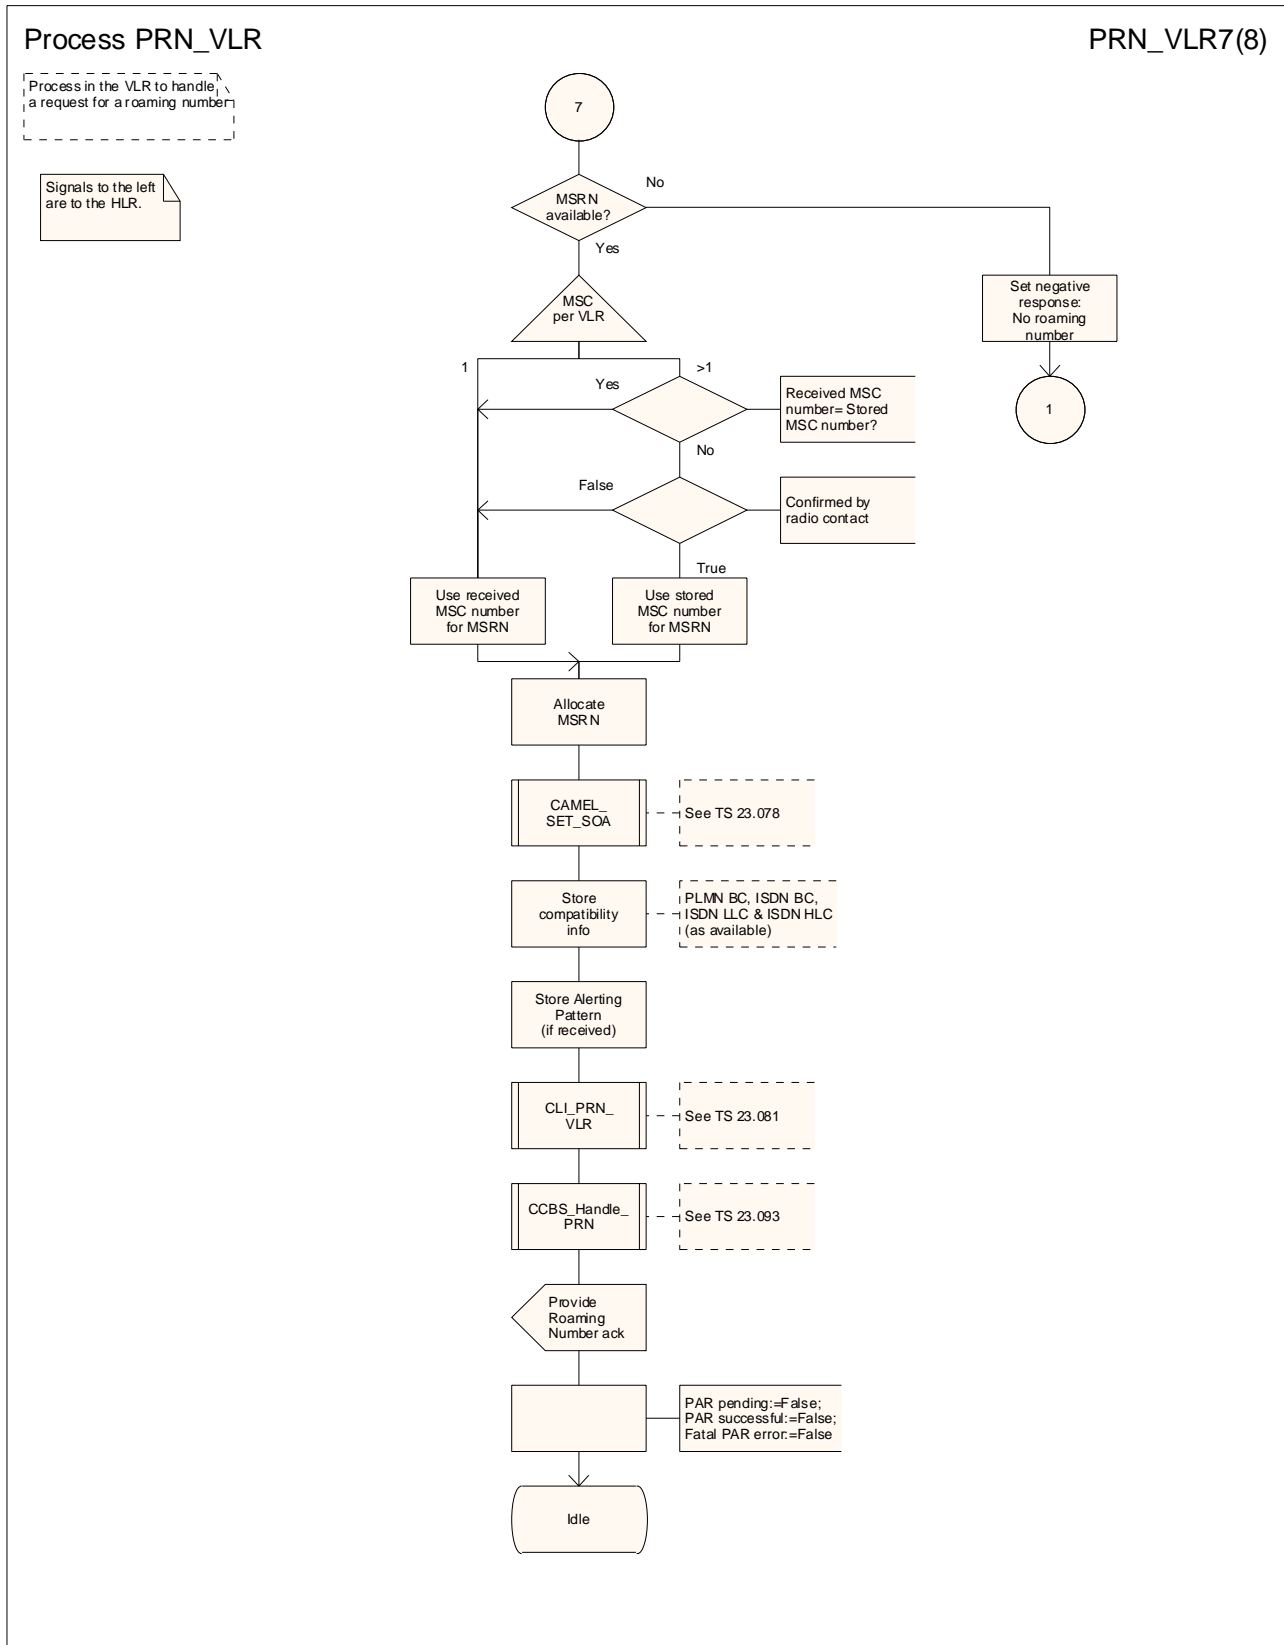 Process PRN_VLR
PRN_VLR7(8)
Process in the VLR to handle
a request for a roaming number
Signals to the left
are to the HLR.
7
MSRN
available?
No
Yes
MSC
per VLR
Set negative
response:
No roaming
number
1
1
>1
Yes
Received MSC
number= Stored
MSC number?
No
False
Confirmed by
radio contact
True
Use received
MSC number
for MSRN
Use stored
MSC number
for MSRN
Allocate
MSRN
CAMEL_
SET_SOA
See TS 23.078
Store
compatibility
info
PLMN BC, ISDN BC,
ISDN LLC & ISDN HLC
(as available)
Store Alerting
Pattern
(if received)
CLI_PRN_
VLR
See TS 23.081
CCBS_Handle_
PRN
See TS 23.093
Provide
Roaming
Number ack
PAR pending:=False;
PAR successful:=False;
Fatal PAR error:=False
Idle